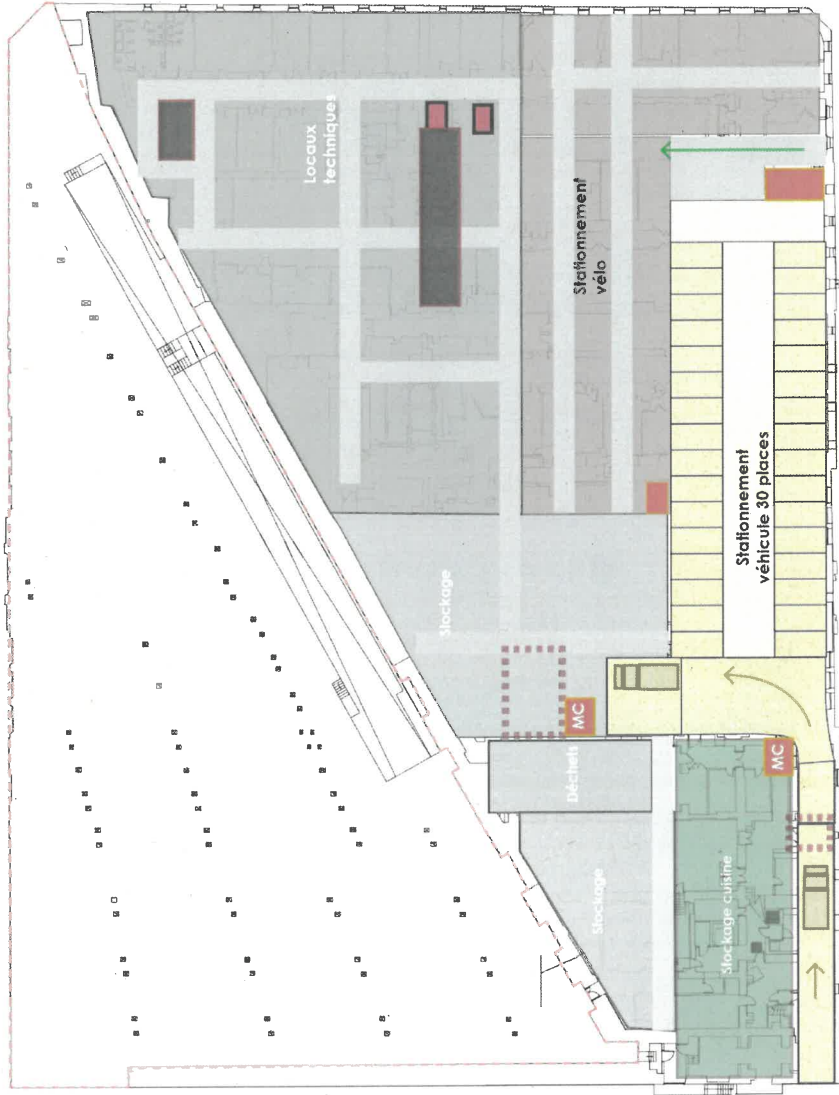 Locaux
techniques
Stationnement
vélo
Stationnement
véhicule 30 places
Stockage
MC
Déchets
MC
Stockage
Stockage cuisine